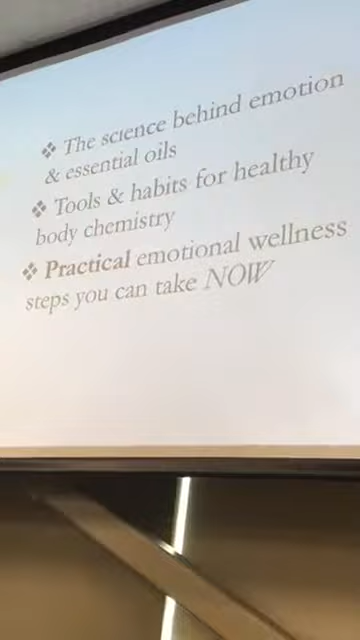 ❖ The science behind emotion
& essential oils
❖ Tools & habits for healthy
body chemistry
❖ Practical emotional wellness
steps you can take NOW